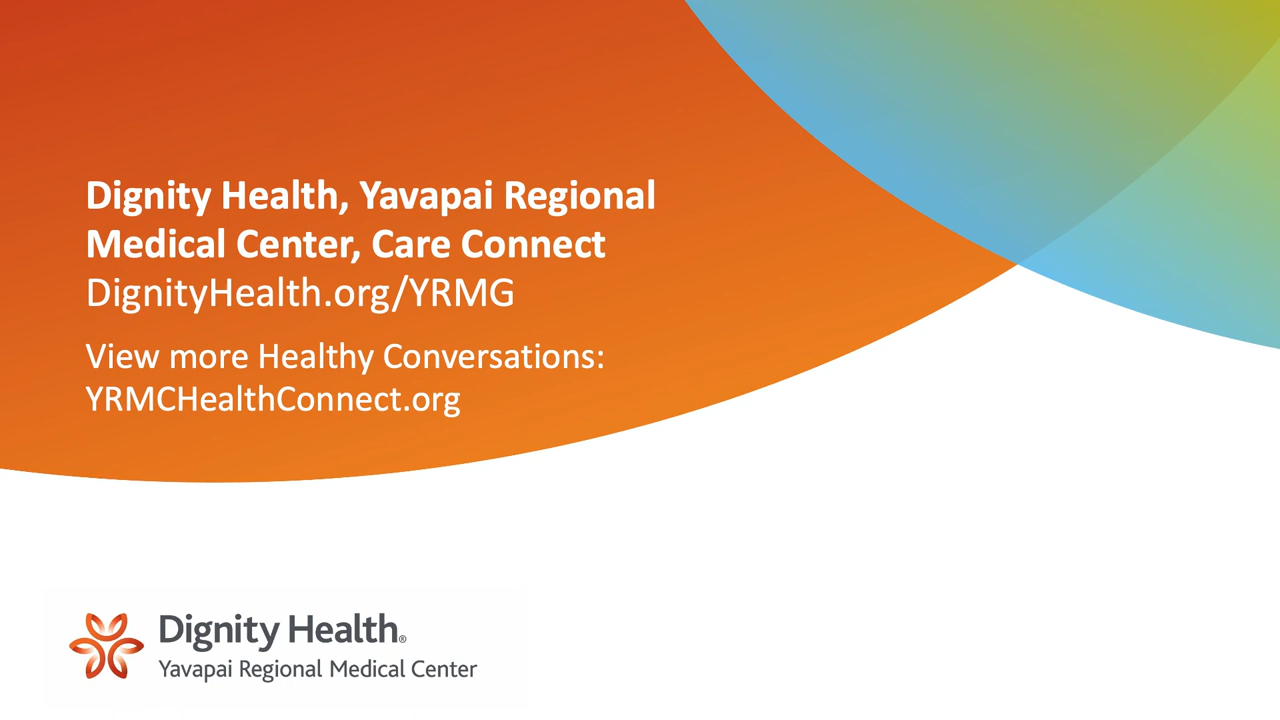 Dignity Health, Yavapai Regional
Medical Center, Care Connect
DignityHealth.org/YRMG
View more Healthy Conversations:
YRMCHealthConnect.org
Dignity Health®
Yavapai Regional Medical Center